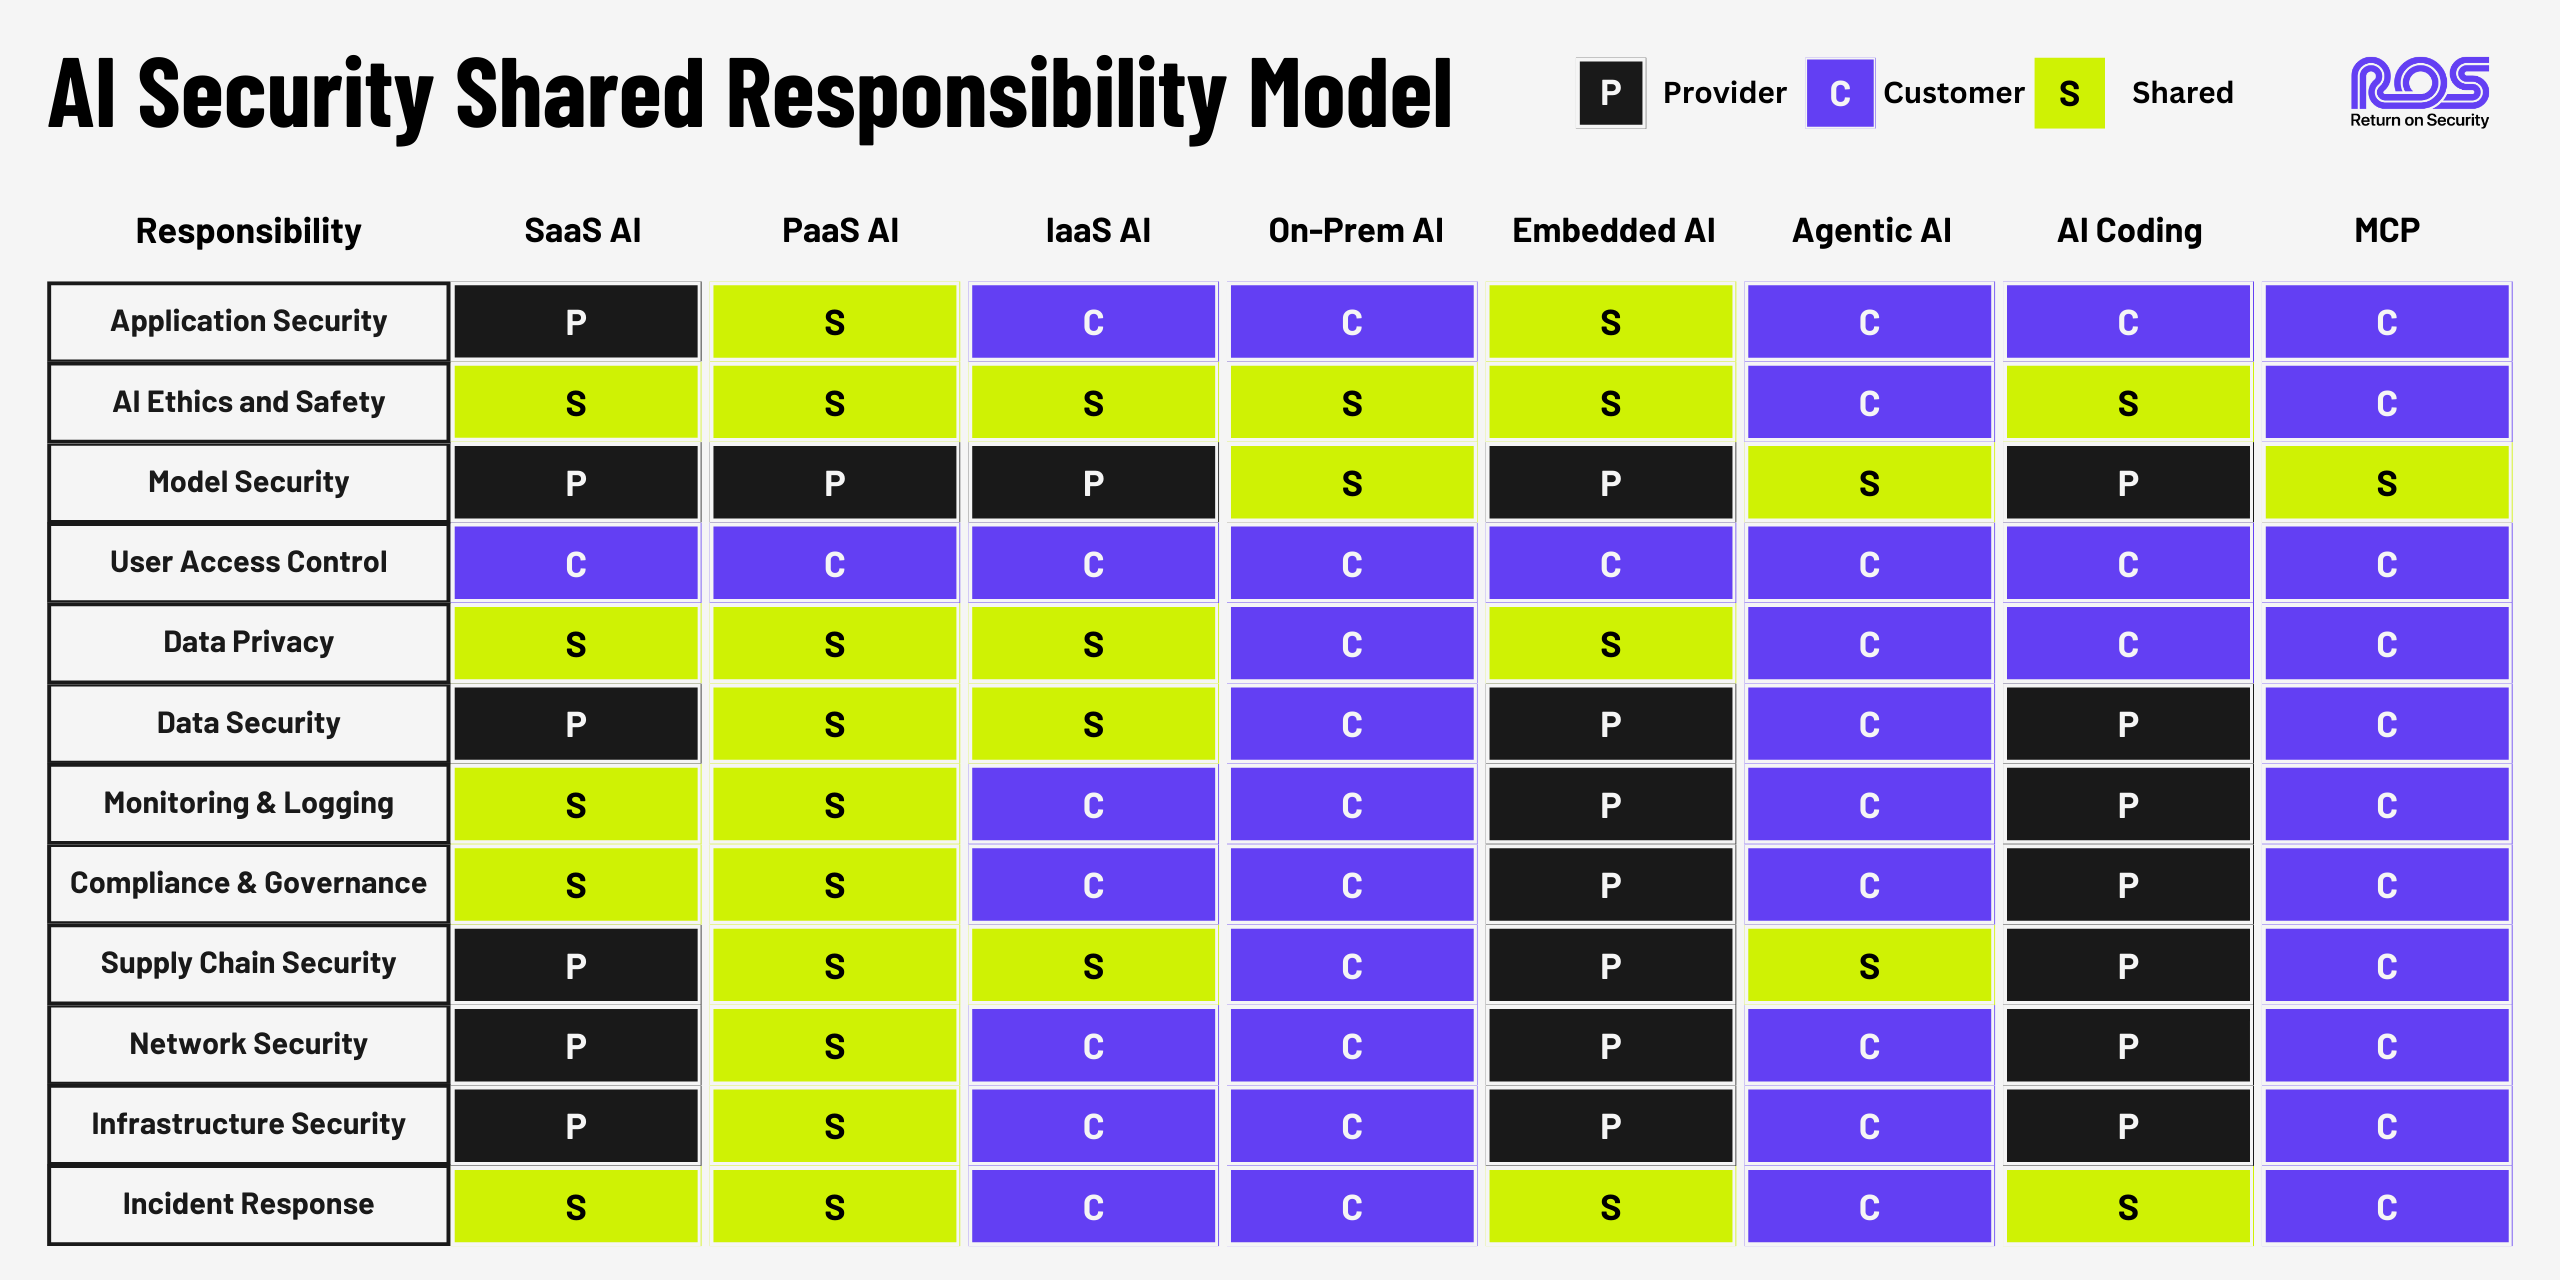 AI Security Shared Responsibility Model
P Provider C Customer S Shared
ROS
Return on Security
Responsibility SaaS AI PaaS AI IaaS AI On-Prem AI Embedded AI Agentic AI AI Coding MCP
Application Security P S C C S C C C
AI Ethics and Safety S S S S S C S C
Model Security P P P S P S P S
User Access Control C C C C C C C C
Data Privacy S S S C S C C C
Data Security P S S C P C P C
Monitoring & Logging S S C C P C P C
Compliance & Governance S S C C P C P C
Supply Chain Security P S S C P S P C
Network Security P S C C P C P C
Infrastructure Security P S C C P C P C
Incident Response S S C C S C S C